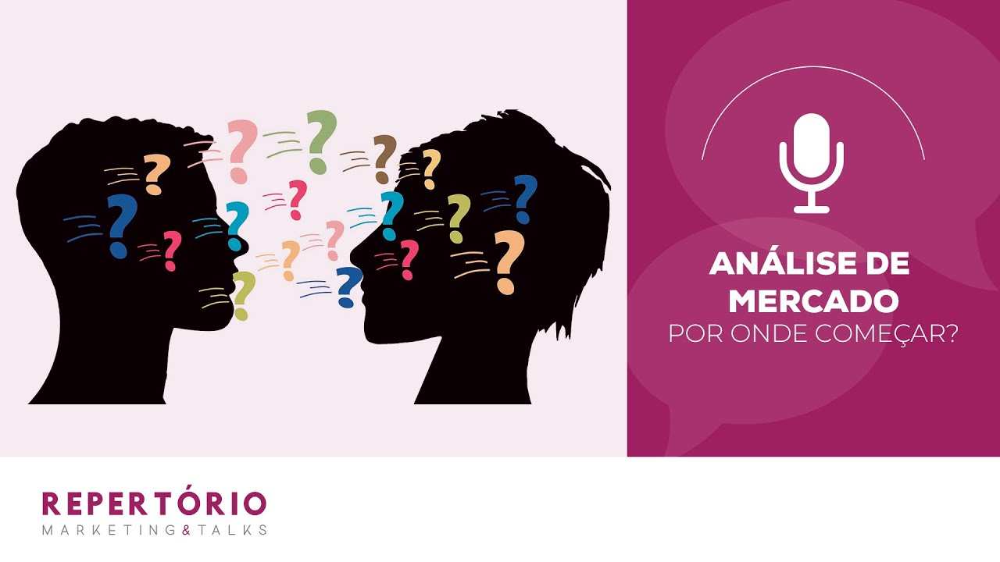 ANÁLISE DE
MERCADO
POR ONDE COMEÇAR?
REPERTÓRIO
MARKETING&TALKS